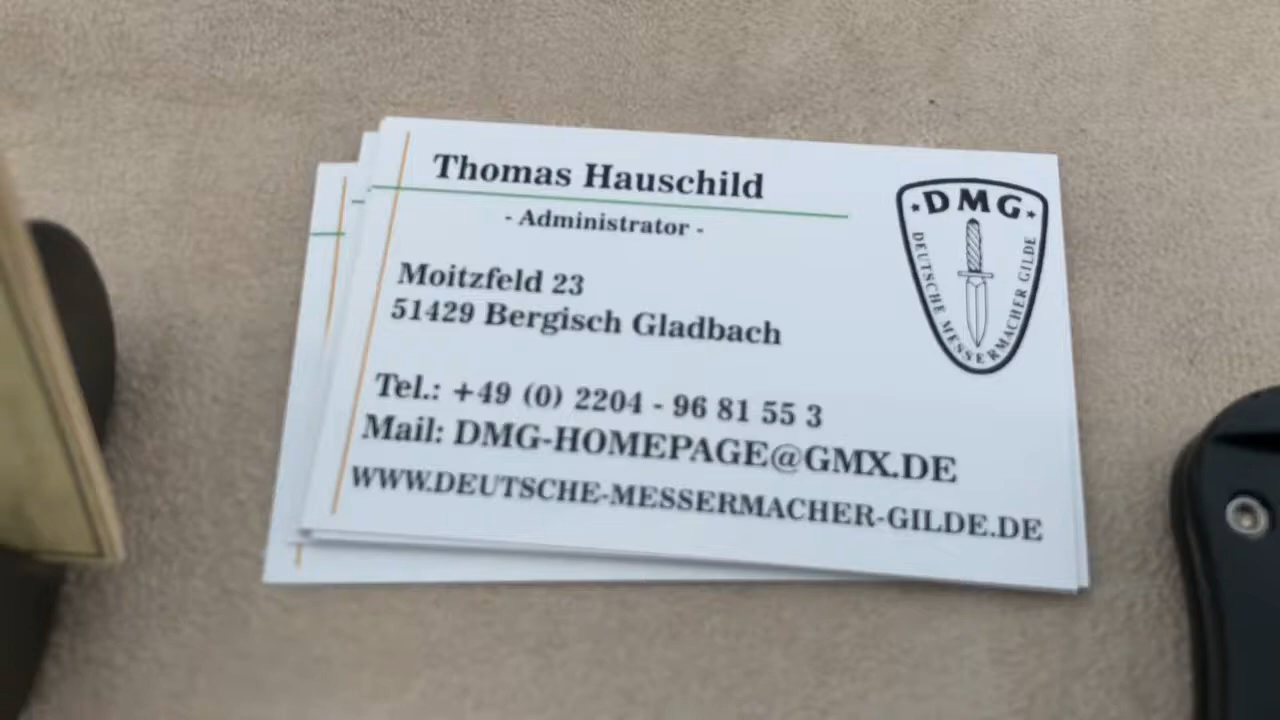 Thomas Hauschild
- Administrator -
Moitzfeld 23
51429 Bergisch Gladbach
Tel.: +49 (0) 2204 - 96 81 55 3
Mail: DMG-HOMEPAGE@GMX.DE
WWW.DEUTSCHE-MESSERMACHER-GILDE.DE
DMG
DEUTSCHE MESSERMACHER GILDE